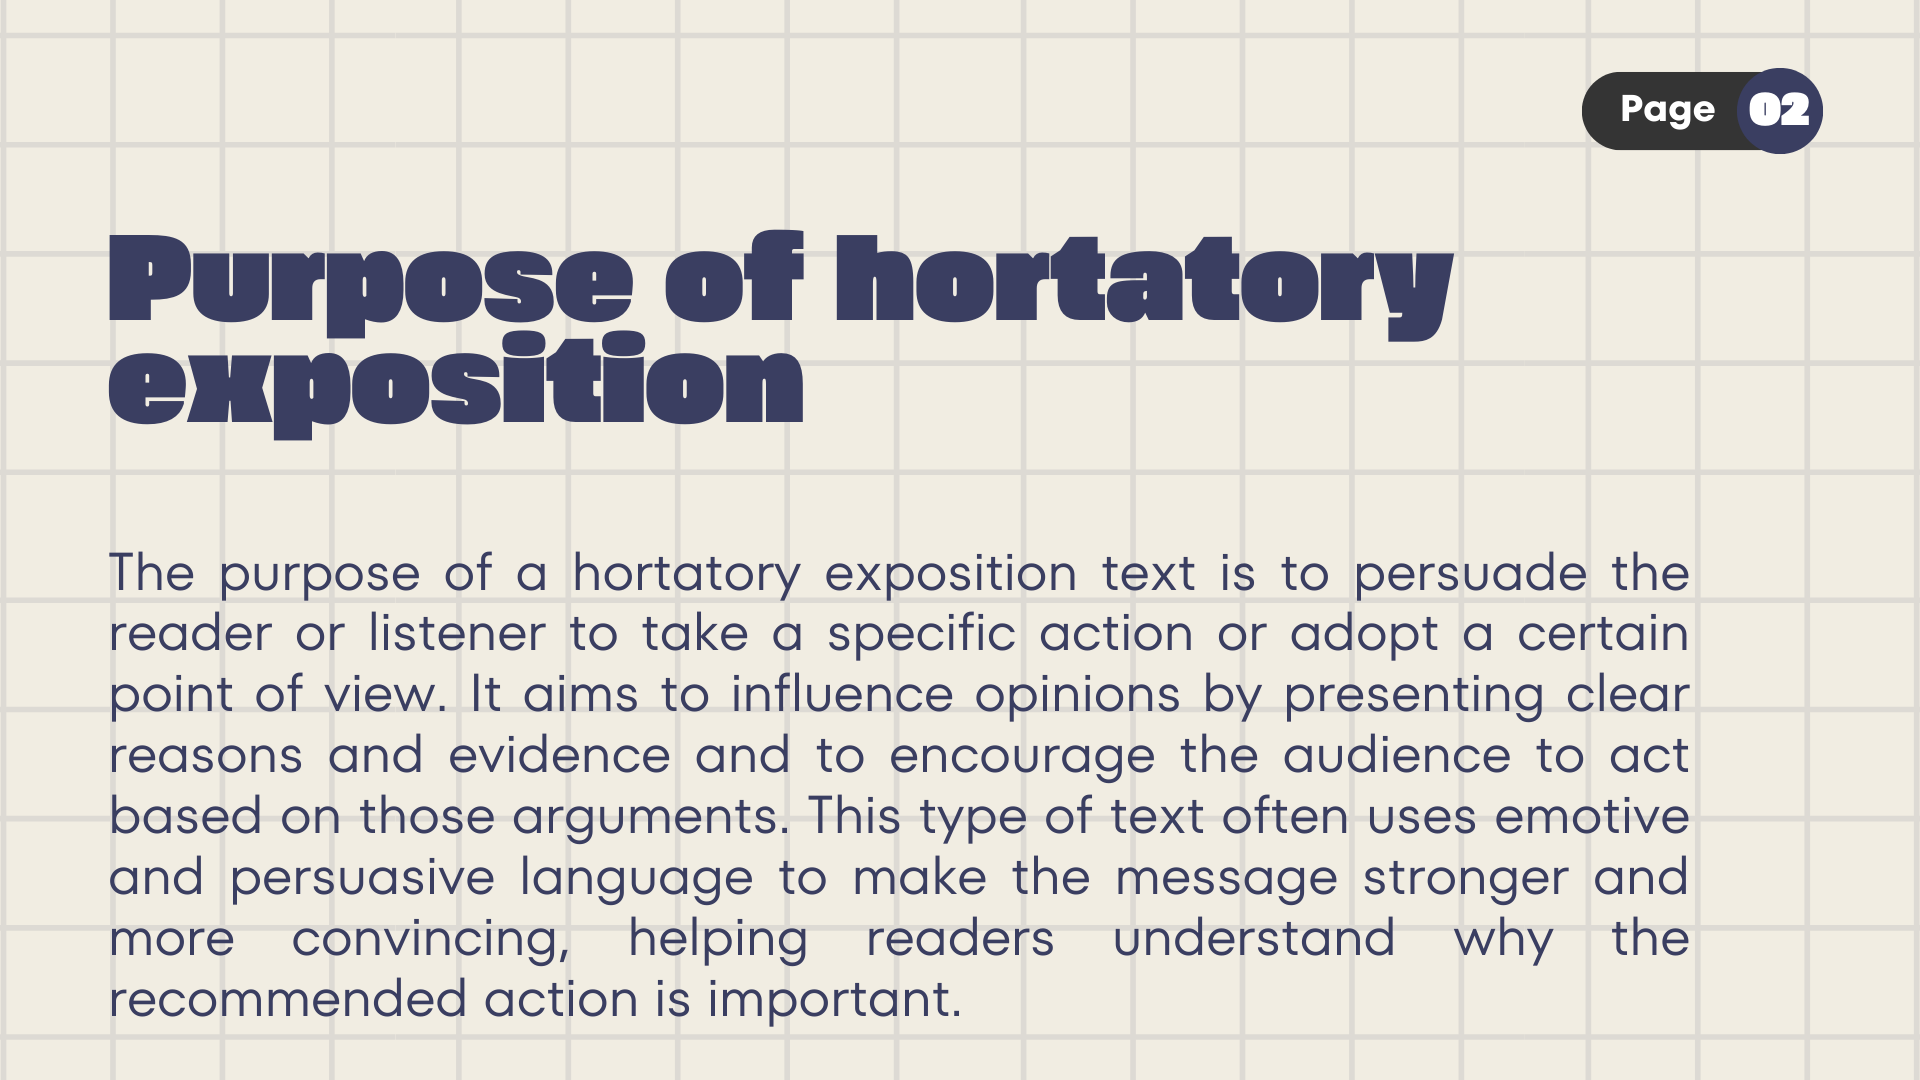 Page 02
Purpose of hortatory
exposition
The purpose of a hortatory exposition text is to persuade the
reader or listener to take a specific action or adopt a certain
point of view. It aims to influence opinions by presenting clear
reasons and evidence and to encourage the audience to act
based on those arguments. This type of text often uses emotive
and persuasive language to make the message stronger and
more convincing, helping readers understand why the
recommended action is important.